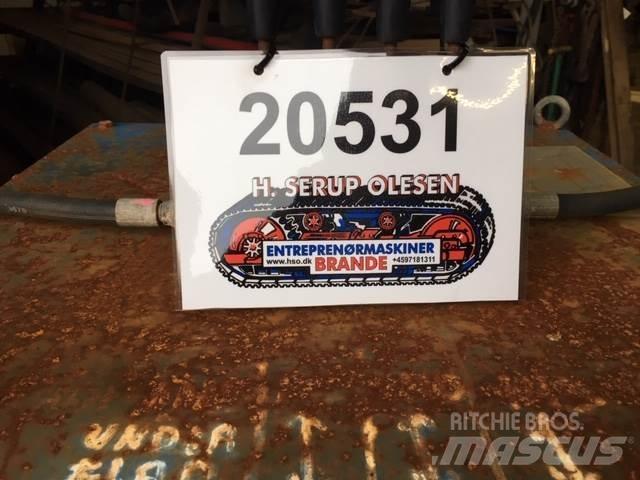 20531
H. SERUP OLESEN
ENTREPRENØRMASKINER
www.hso.dk BRANDE +4597181311
RITCHIE BROS.
MASCUS